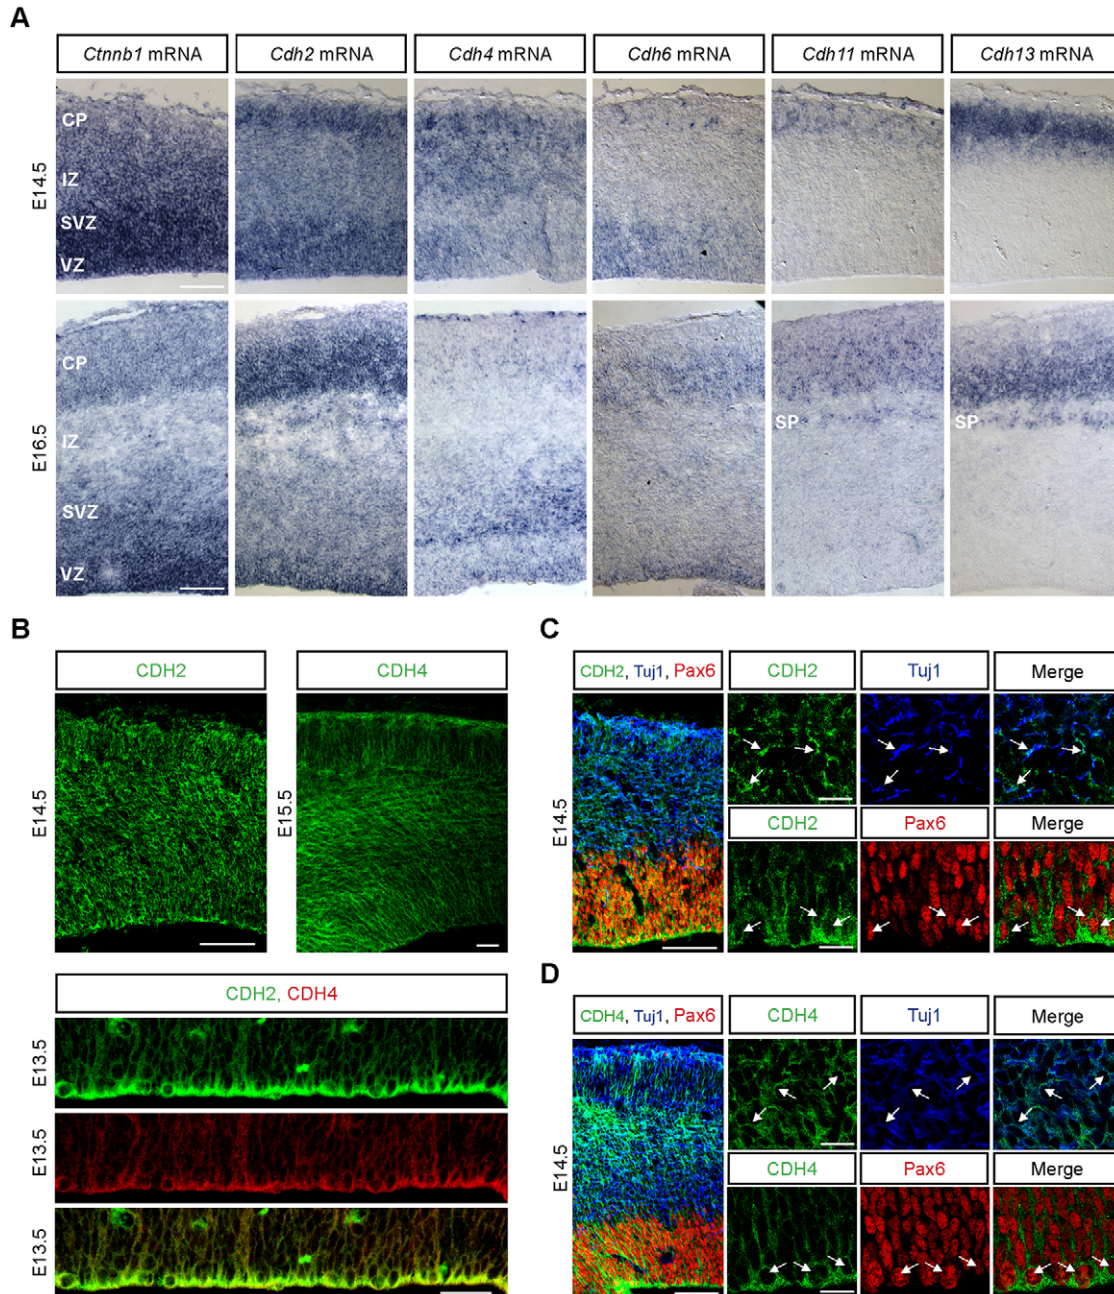 A
Ctnnb1 mRNA
Cdh2 mRNA
Cdh4 mRNA
Cdh6 mRNA
Cdh11 mRNA
Cdh13 mRNA
E14.5
CP
IZ
SVZ
VZ
E16.5
CP
IZ
SVZ
VZ
SP
SP
B
CDH2
CDH4
E14.5
E15.5
CDH2, CDH4
E13.5
E13.5
E13.5
C
CDH2, Tuj1, Pax6
CDH2
Tuj1
Merge
E14.5
CDH2
Pax6
Merge
D
CDH4, Tuj1, Pax6
CDH4
Tuj1
Merge
E14.5
CDH4
Pax6
Merge